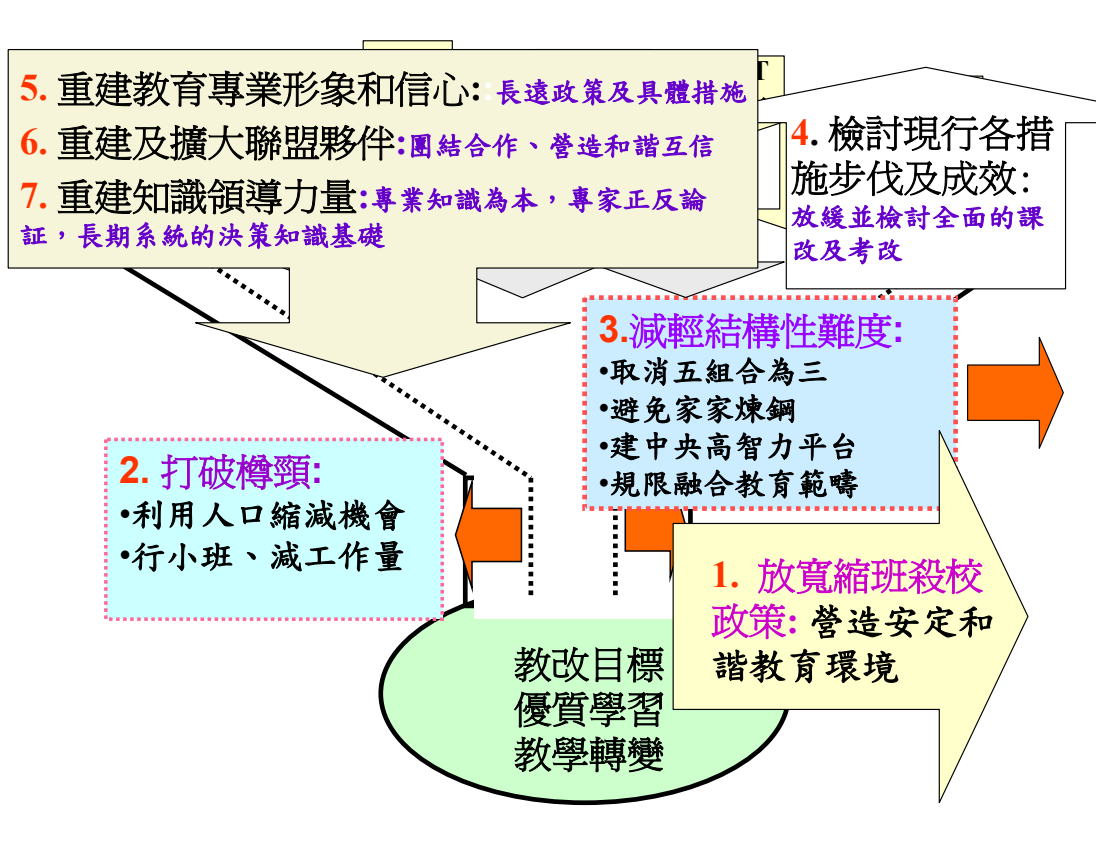 5. 重建教育專業形象和信心: 長遠政策及具體措施
6. 重建及擴大聯盟夥伴:團結合作、營造和諧互信
7. 重建知識領導力量:專業知識為本，專家正反論
証，長期系統的決策知識基礎
T
4. 檢討現行各措
施步伐及成效:
放緩並檢討全面的課
改及考改
3.減輕結構性難度:
•取消五組合為三
•避免家家煉鋼
•建中央高智力平台
•規限融合教育範疇
2. 打破樽頸:
•利用人口縮減機會
•行小班、減工作量
1. 放寬縮班殺校
政策: 營造安定和
諧教育環境
教改目標
優質學習
教學轉變